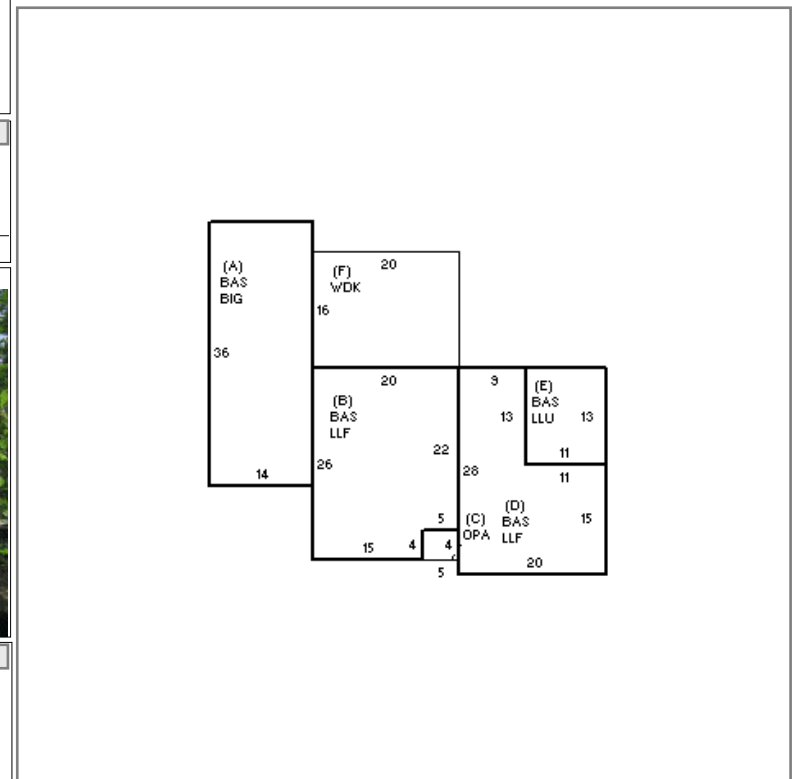 (A)
BAS
BIG
36
14
(F)
WDK
20
16
20
(B)
BAS
LLF
26
22
5
15
4
4
5
(C)
OPA
9
13
28
(E)
BAS
LLU
13
11
11
(D)
BAS
LLF
15
20